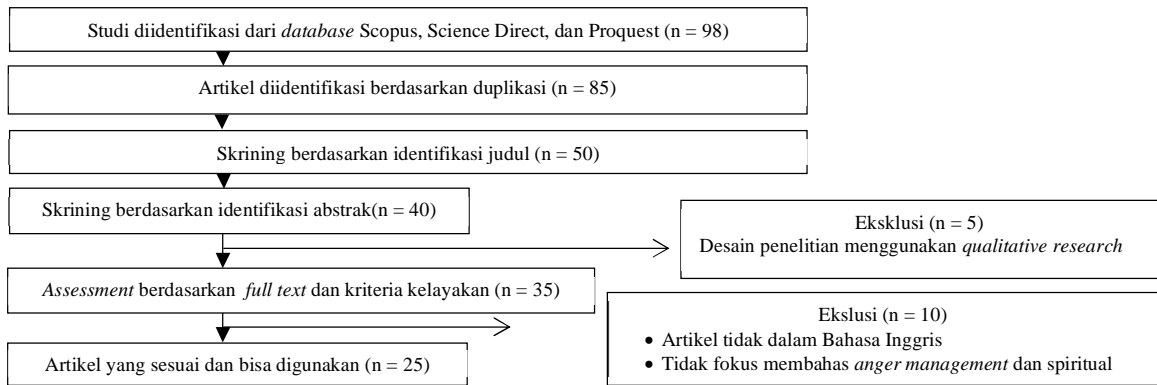 Studi diidentifikasi dari database Scopus, Science Direct, dan Proquest (n = 98)
Artikel diidentifikasi berdasarkan duplikasi (n = 85)
Skrining berdasarkan identifikasi judul (n = 50)
Skrining berdasarkan identifikasi abstrak(n = 40)
Eksklusi (n = 5)
Desain penelitian menggunakan qualitative research
Assessment berdasarkan full text dan kriteria kelayakan (n = 35)
Ekslusi (n = 10)
• Artikel tidak dalam Bahasa Inggris
• Tidak fokus membahas anger management dan spiritual
Artikel yang sesuai dan bisa digunakan (n = 25)